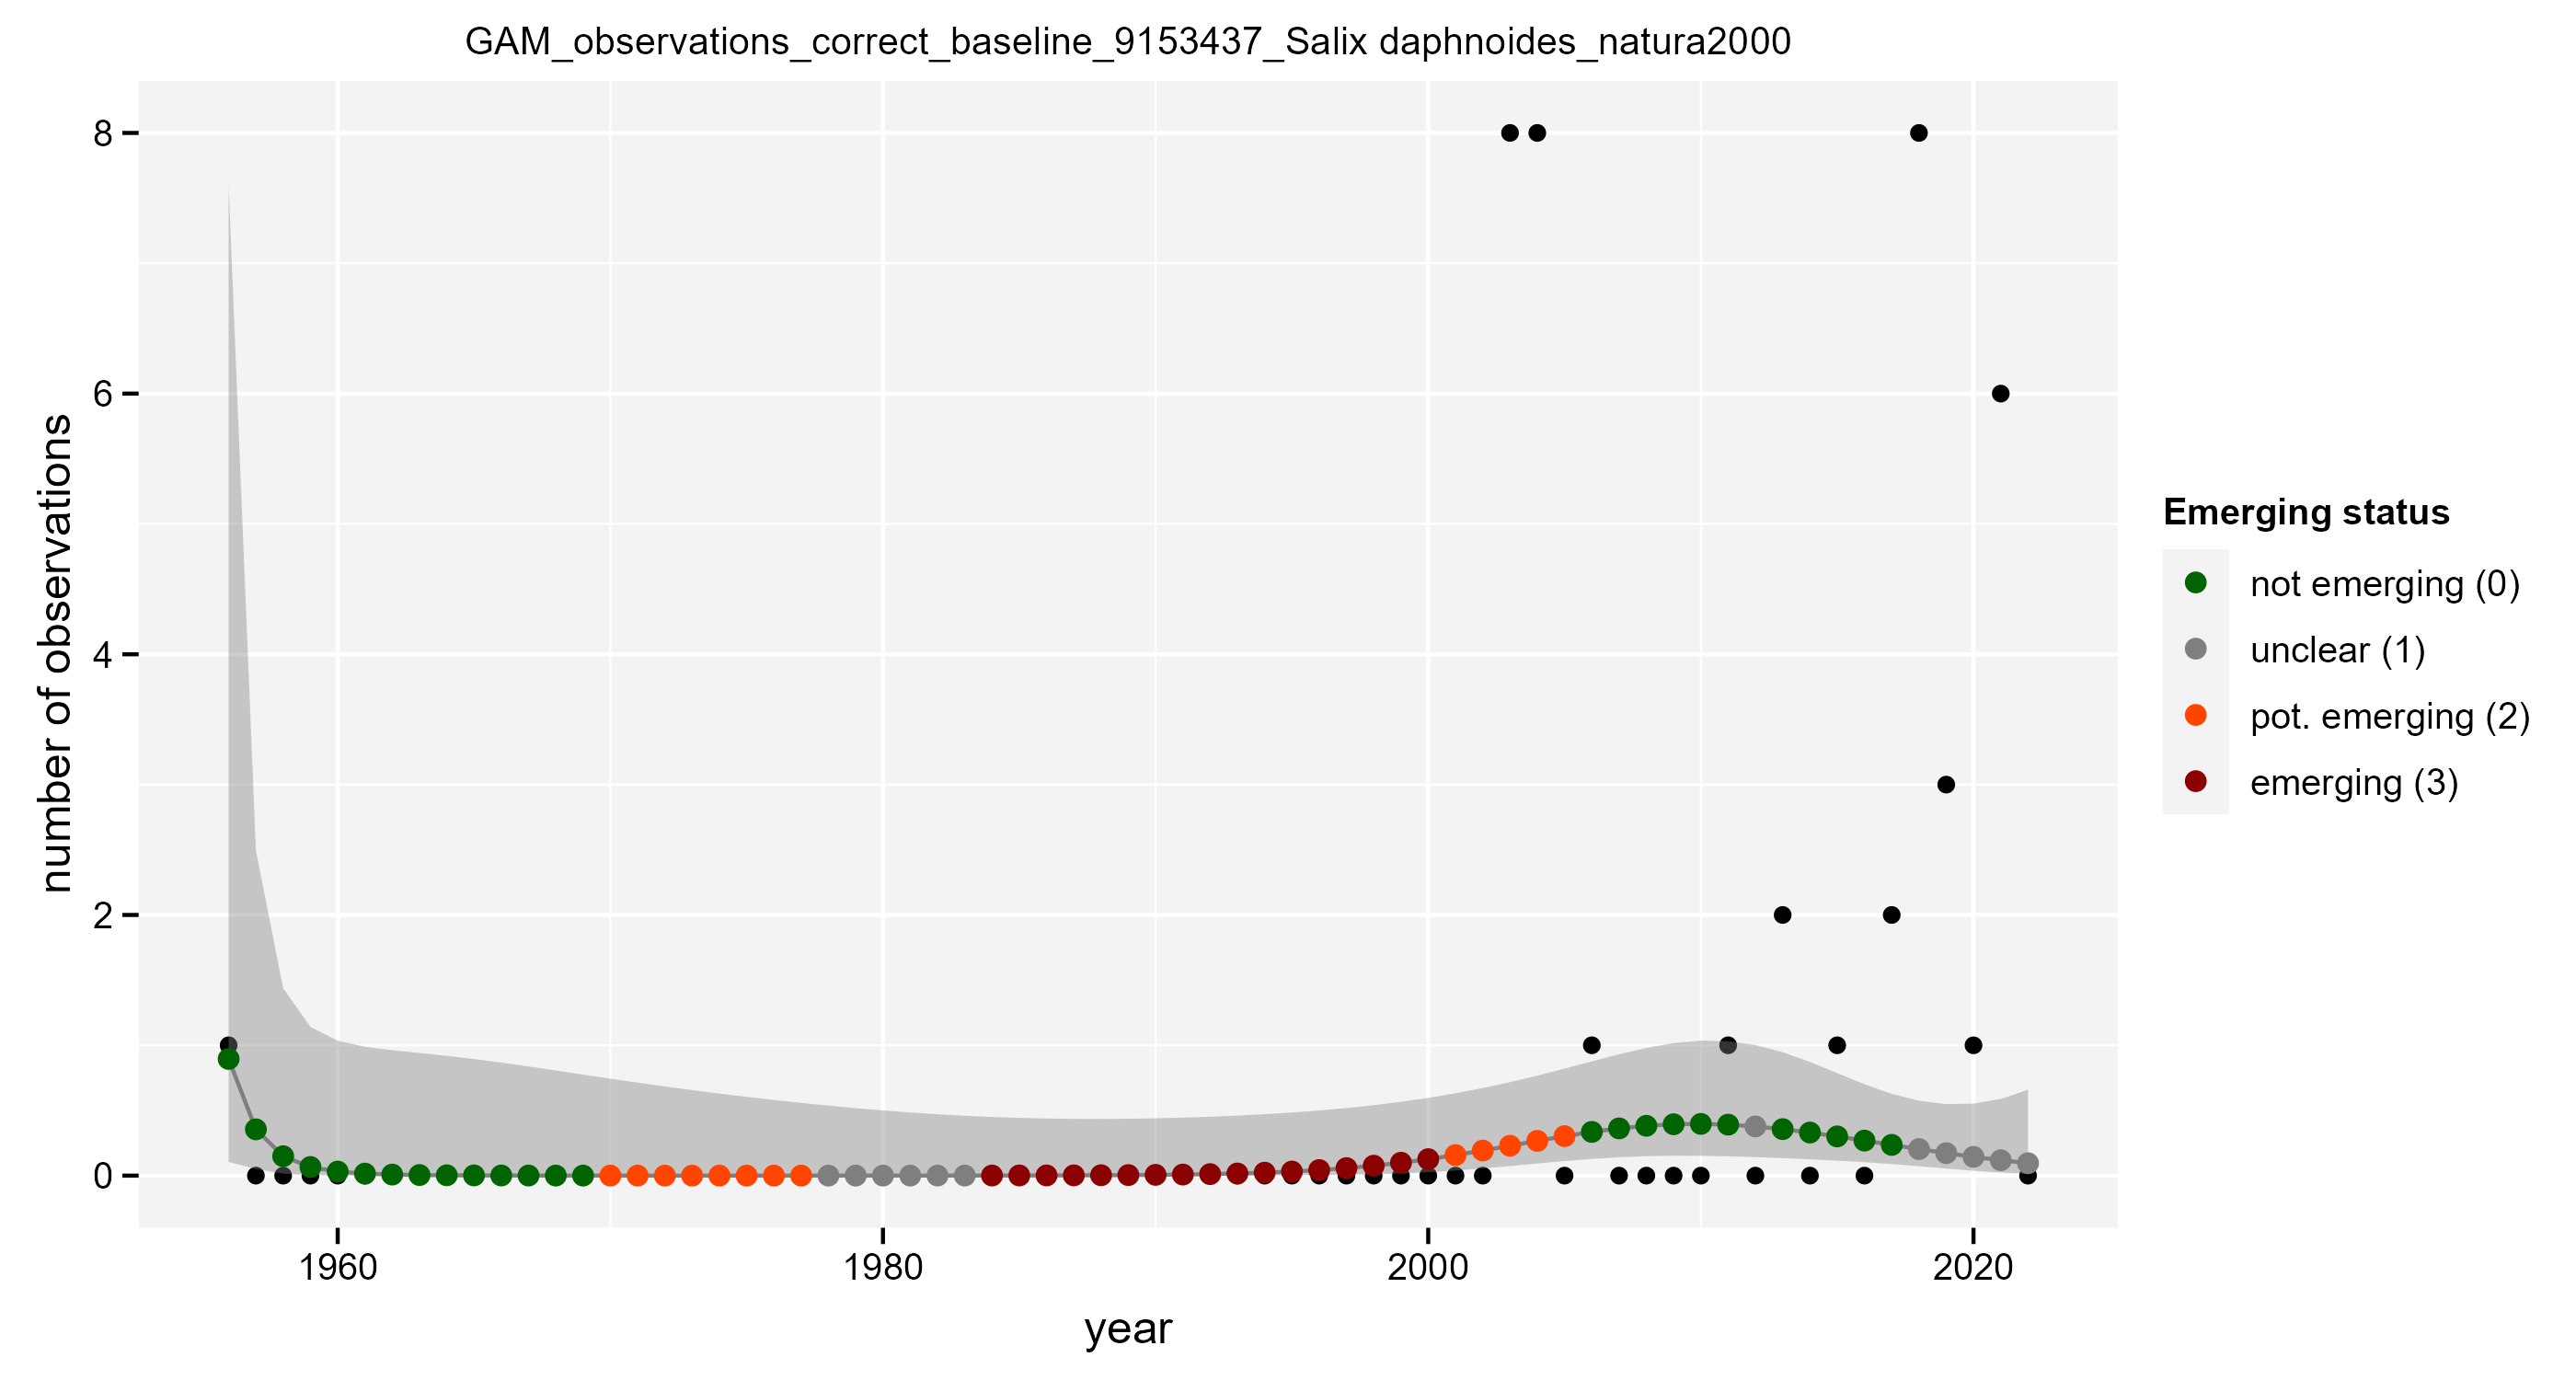 GAM_observations_correct_baseline_9153437_Salix daphnoides_natura2000
number of observations
8
6
4
2
0
1960
1980
2000
2020
year
Emerging status
not emerging (0)
unclear (1)
pot. emerging (2)
emerging (3)